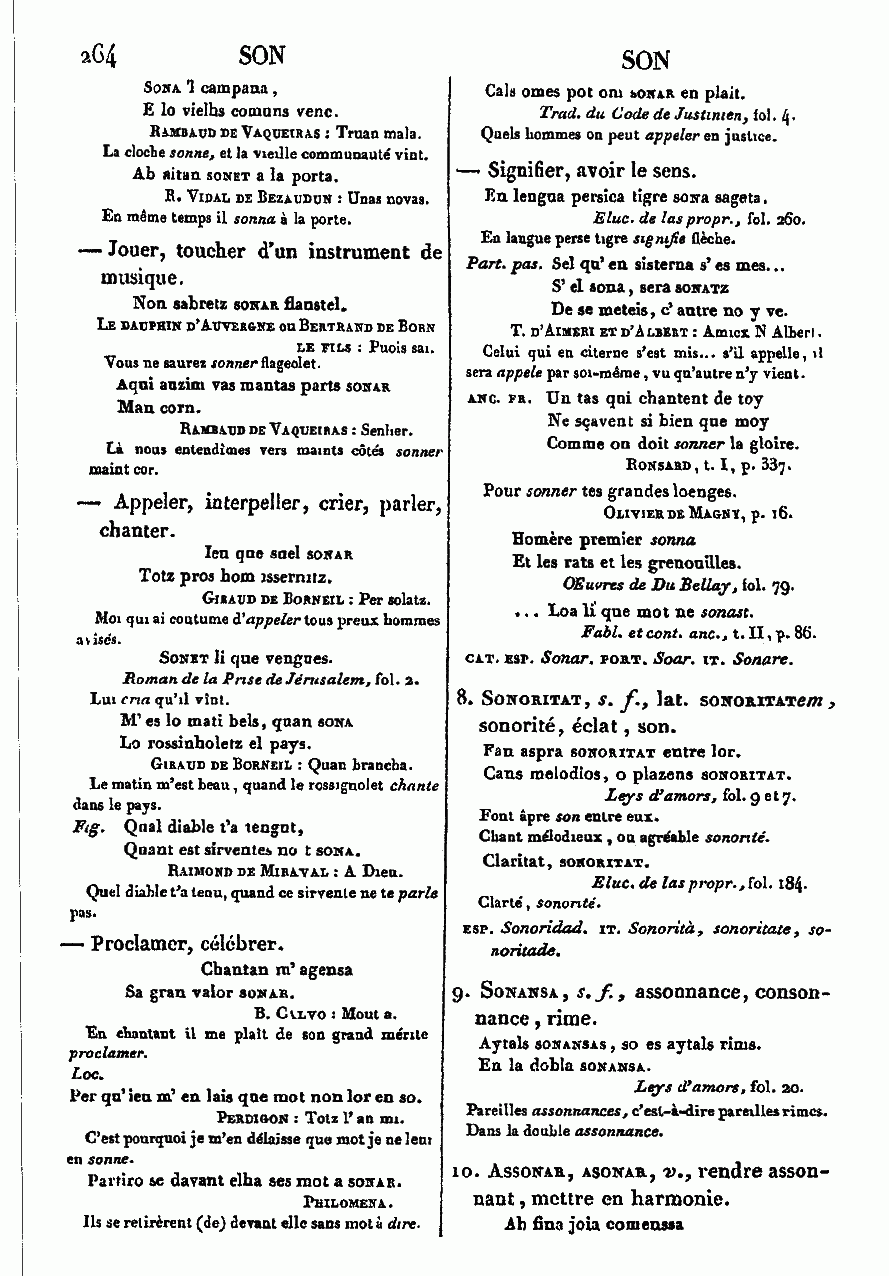 264 SON SON
SONA 'l campana,
E lo vielhs comuns venc.
RAMBAUD DE VAQUEIRAS : Truan mala.
La cloche sonne, et la vieille communauté vint.
Ab aitan SONET a la porta.
R. VIDAL DE BEZAUDUN : Unas novas.
En même temps il sonna à la porte.
— Jouer, toucher d'un instrument de
musique.
Non sabretz SONAR flaustel.
LE DAUPHIN D'AUVERGNE ou BERTRAND DE BORN
LE FILS : Puois sai.
Vous ne saurez sonner flageolet.
Aqui auzim vas mantas parts SONAR
Man corn.
RAMBAUD DE VAQUEIRAS : Senher.
Là nous entendîmes vers maints côtés sonner
maint cor.
— Appeler, interpeller, crier, parler,
chanter.
Ieu que suel SONAR
Totz pros hom issernitz.
GIRAUD DE BORNEIL : Per solatz.
Moi qui ai coutume d'appeler tous preux hommes
avisés.
SONET li que vengues.
Roman de la Prise de Jérusalem, fol. 2.
Lui cria qu'il vînt.
M' es lo mati bels, quan SONA
Lo rossinholetz el pays.
GIRAUD DE BORNEIL : Quan brancha.
Le matin m'est beau, quand le rossignolet chante
dans le pays.
Fig. Qual diable t'a tengut,
Quant est sirventes no t SONA.
RAIMOND DE MIRAVAL : A Dieu.
Quel diable t'a tenu, quand ce sirvente ne te parle
pas.
— Proclamer, célébrer.
Chantan m' agensa
Sa gran valor SONAR.
B. CALVO : Mout a.
En chantant il me plaît de son grand mérite
proclamer.
Loc.
Per qu' ieu m' en lais que mot non lor en so.
PERDIGON : Totz l' an mi.
C'est pourquoi je m'en délaisse que mot je ne leur
en sonne.
Partiro se davant elha ses mot a SONAR.
PHILOMENA.
Ils se retirèrent (de) devant elle sans mot à dire.
Cals omes pot om SONAR en plait.
Trad. du Code de Justinien, fol. 4.
Quels hommes on peut appeler en justice.
— Signifier, avoir le sens.
En lengua persica tigre SONA sageta.
Eluc. de las propr., fol. 260.
En langue perse tigre signifie flèche.
Part. pas. Sel qu' en sisterna s' es mes...
S' el sona, sera SONATZ
De se meteis, c' autre no y ve.
T. D'AIMERI ET D'ALBERT : Amicx N Albert.
Celui qui en citerne s'est mis... s'il appelle, il
sera appelé par soi-même, vu qu'autre n'y vient.
ANC. FR. Un tas qui chantent de toy
Ne sçavent si bien que moy
Comme on doit sonner la gloire.
RONSARD, t. I, p. 337.
Pour sonner tes grandes loenges.
OLIVIER DE MAGNY, p. 16.
Homère premier sonna
Et les rats et les grenouilles.
Œuvres de Du Bellay, fol. 79.
... Loa li que mot ne sonast.
Fabl. et cont. anc., t. II, p. 86.
CAT. ESP. Sonar. PORT. Soar. IT. Sonare.
8. SONORITAT, s. f., lat. SONORITATem,
sonorité, éclat, son.
Fan aspra SONORITAT entre lor.
Cans melodios, o plazens SONORITAT.
Leys d'amors, fol. 9 et 7.
Font âpre son entre eux.
Chant mélodieux, ou agréable sonorité.
Claritat, SONORITAT.
Eluc. de las propr., fol. 184.
Clarté, sonorité.
ESP. Sonoridad. IT. Sonorità, sonoritate, so-
noritade.
9. SONANSA, s. f., assonnance, conson-
nance, rime.
Aytals SONANSAS, so es aytals rims.
En la dobla SONANSA.
Leys d'amors, fol. 20.
Pareilles assonnances, c'est-à-dire pareilles rimes.
Dans la double assonnance.
10. ASSONAR, ASONAR, v., rendre asson-
nant, mettre en harmonie.
Ab fina joia comenssa